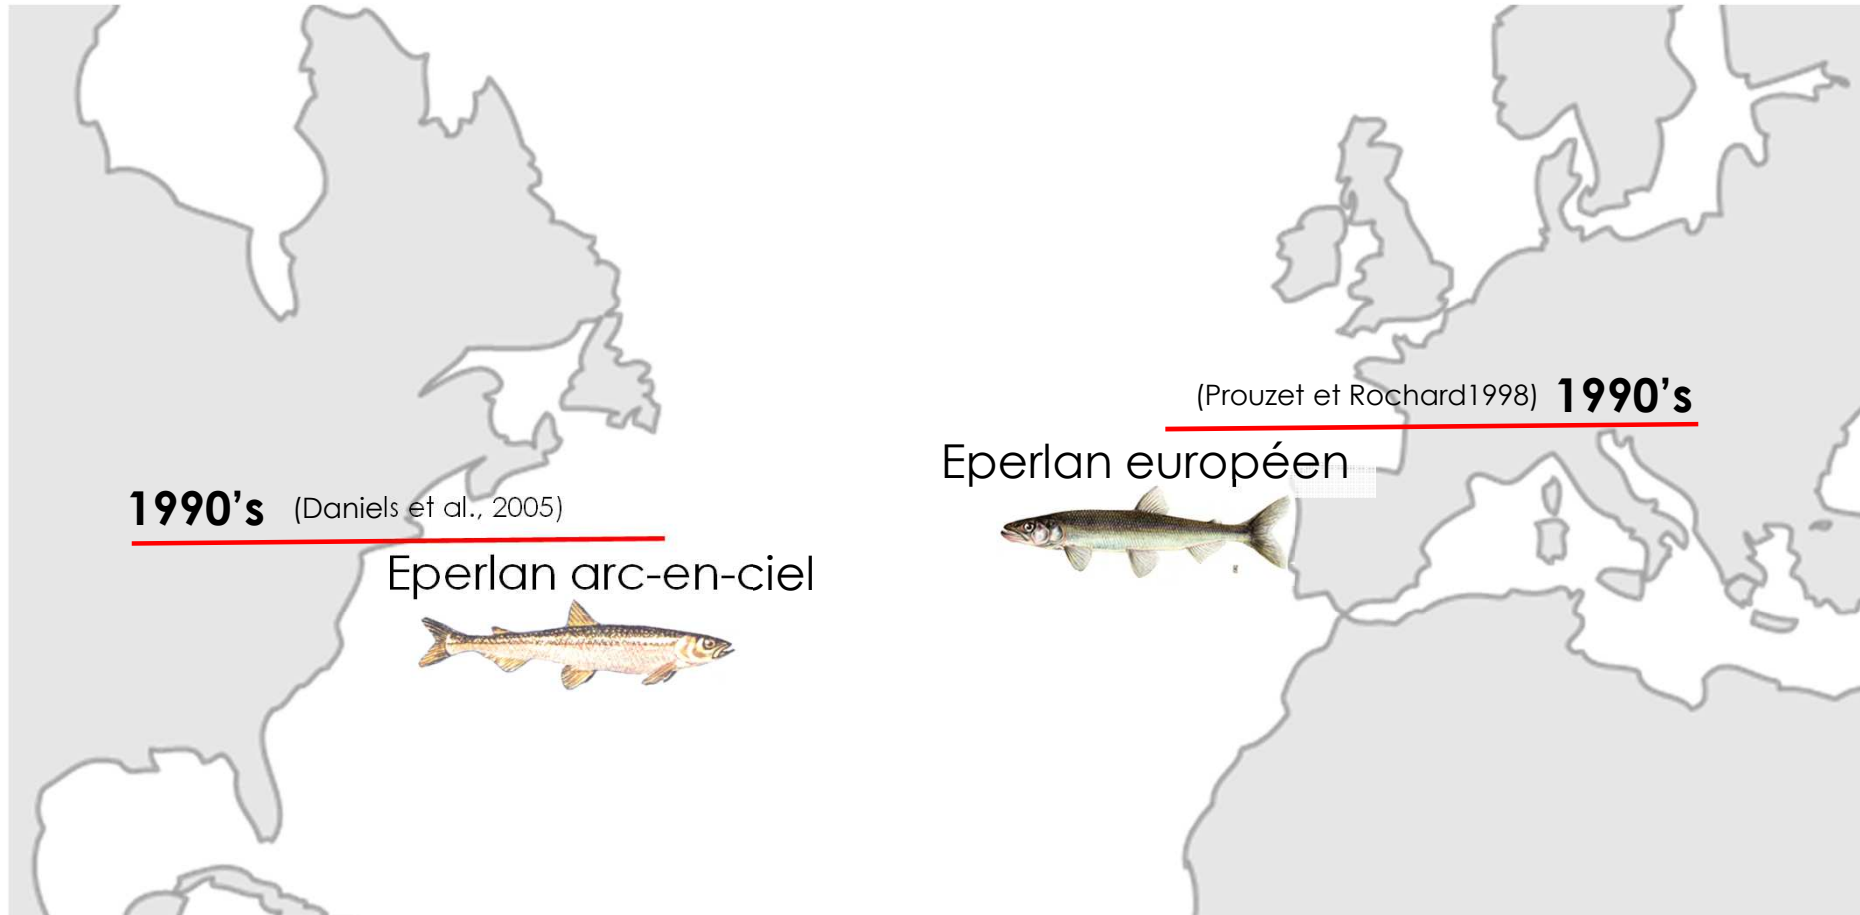 (Prouzet et Rochard1998) 1990's
Eperlan européen
1990's (Daniels et al., 2005)
Eperlan arc-en-ciel